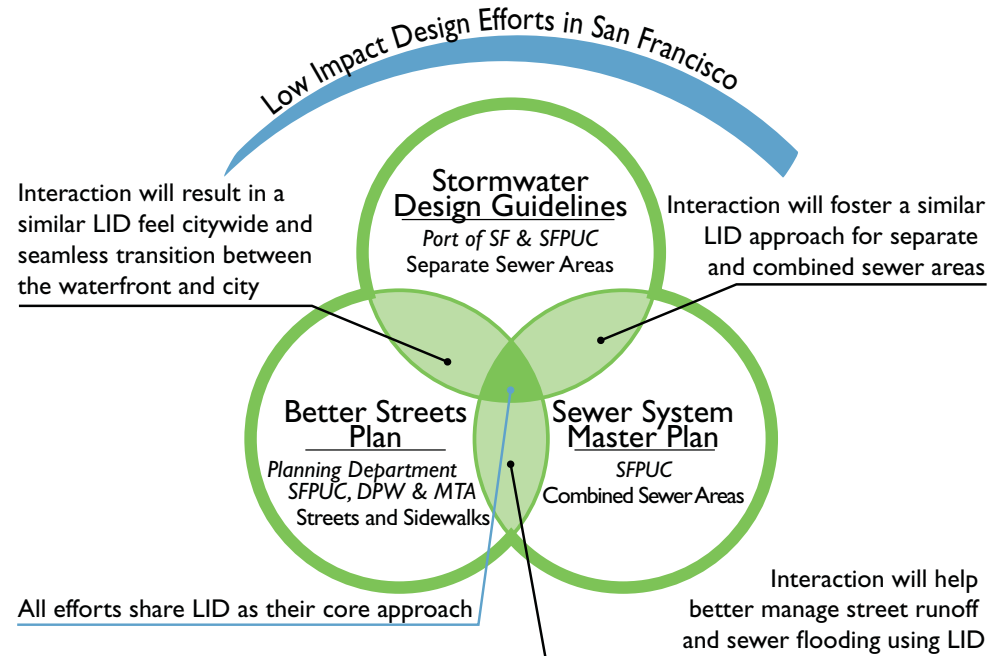 Low Impact Design Efforts in San Francisco
Interaction will result in a
similar LID feel citywide and
seamless transition between
the waterfront and city
Stormwater
Design Guidelines
Port of SF & SFPUC
Separate Sewer Areas
Interaction will foster a similar
LID approach for separate
and combined sewer areas
Better Streets
Plan
Planning Department
SFPUC, DPW & MTA
Streets and Sidewalks
Sewer System
Master Plan
SFPUC
Combined Sewer Areas
All efforts share LID as their core approach
Interaction will help
better manage street runoff
and sewer flooding using LID